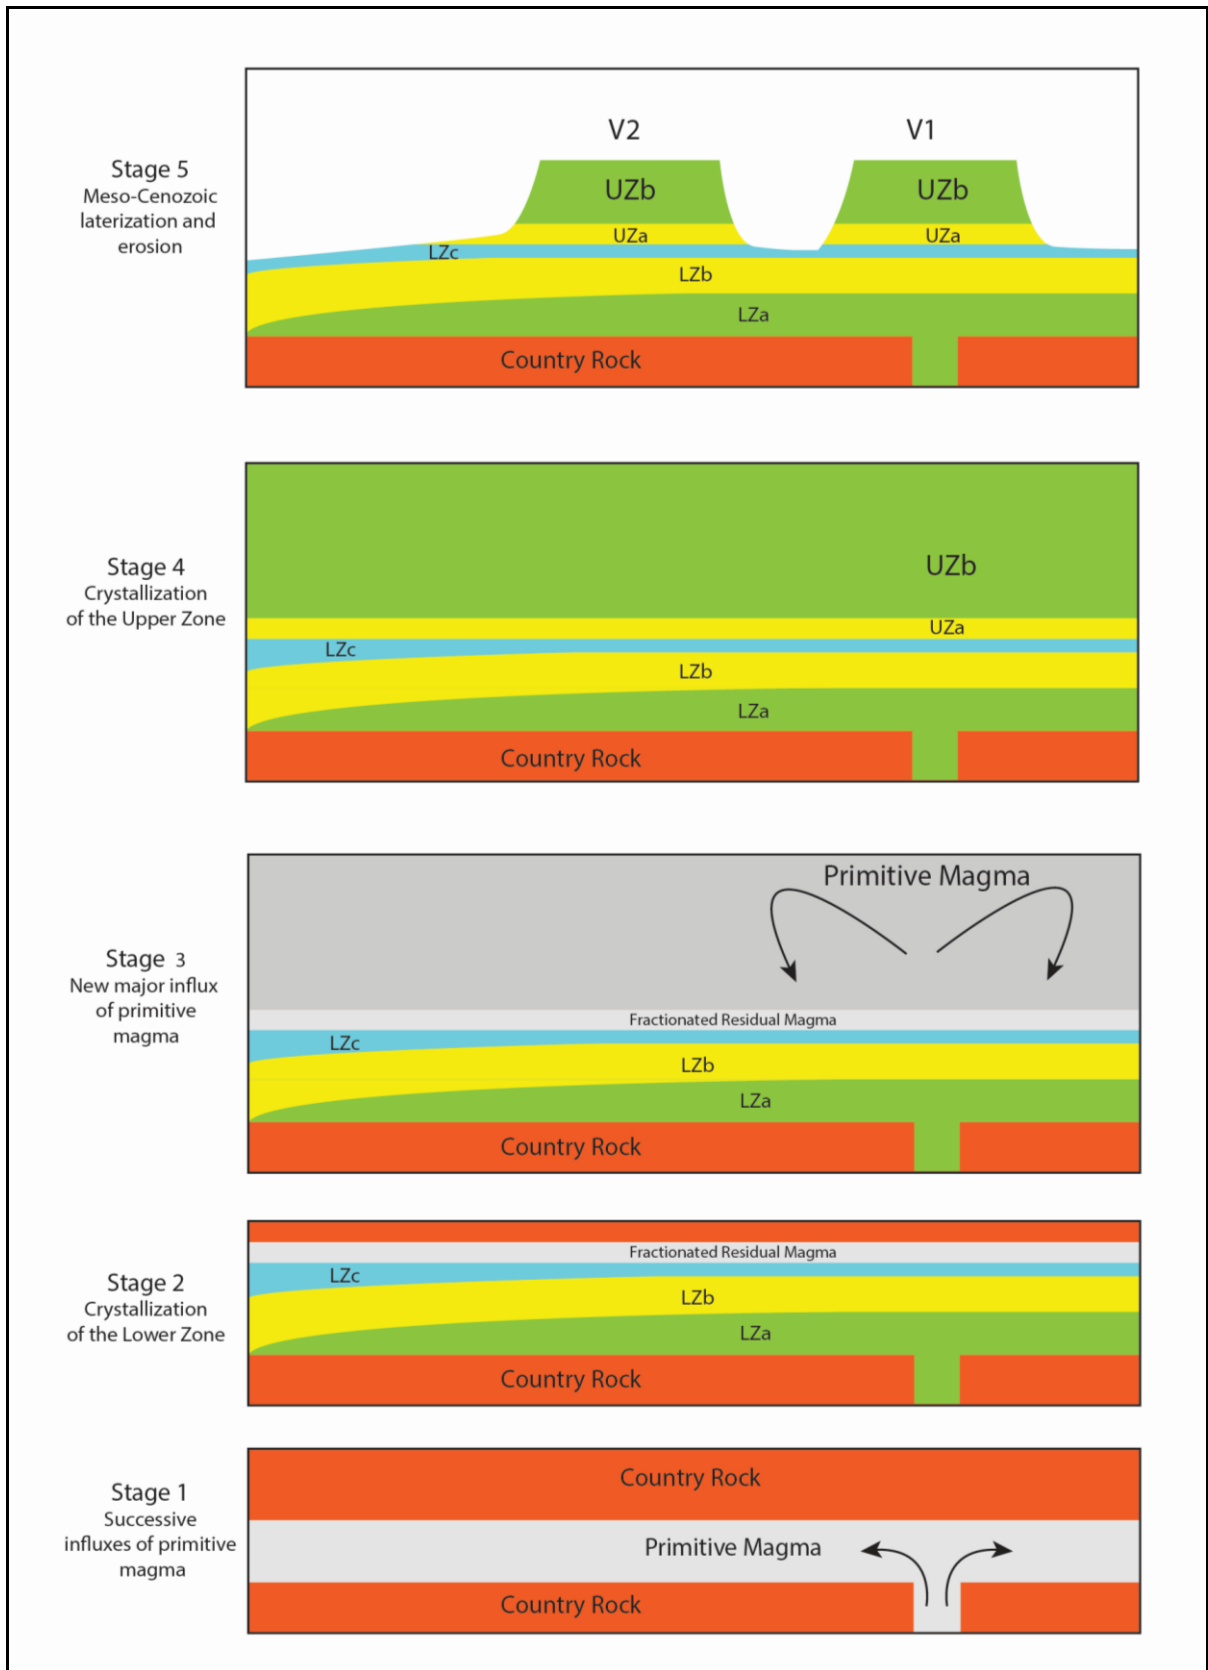 Stage 5
Meso-Cenozoic
laterization and
erosion
V2
V1
UZb
UZb
UZa
UZa
LZc
LZb
LZa
Country Rock
Stage 4
Crystallization
of the Upper Zone
UZb
UZa
LZc
LZb
LZa
Country Rock
Stage 3
New major influx
of primitive
magma
Primitive Magma
Fractionated Residual Magma
LZc
LZb
LZa
Country Rock
Stage 2
Crystallization
of the Lower Zone
Fractionated Residual Magma
LZc
LZb
LZa
Country Rock
Stage 1
Successive
influxes of primitive
magma
Country Rock
Primitive Magma
Country Rock